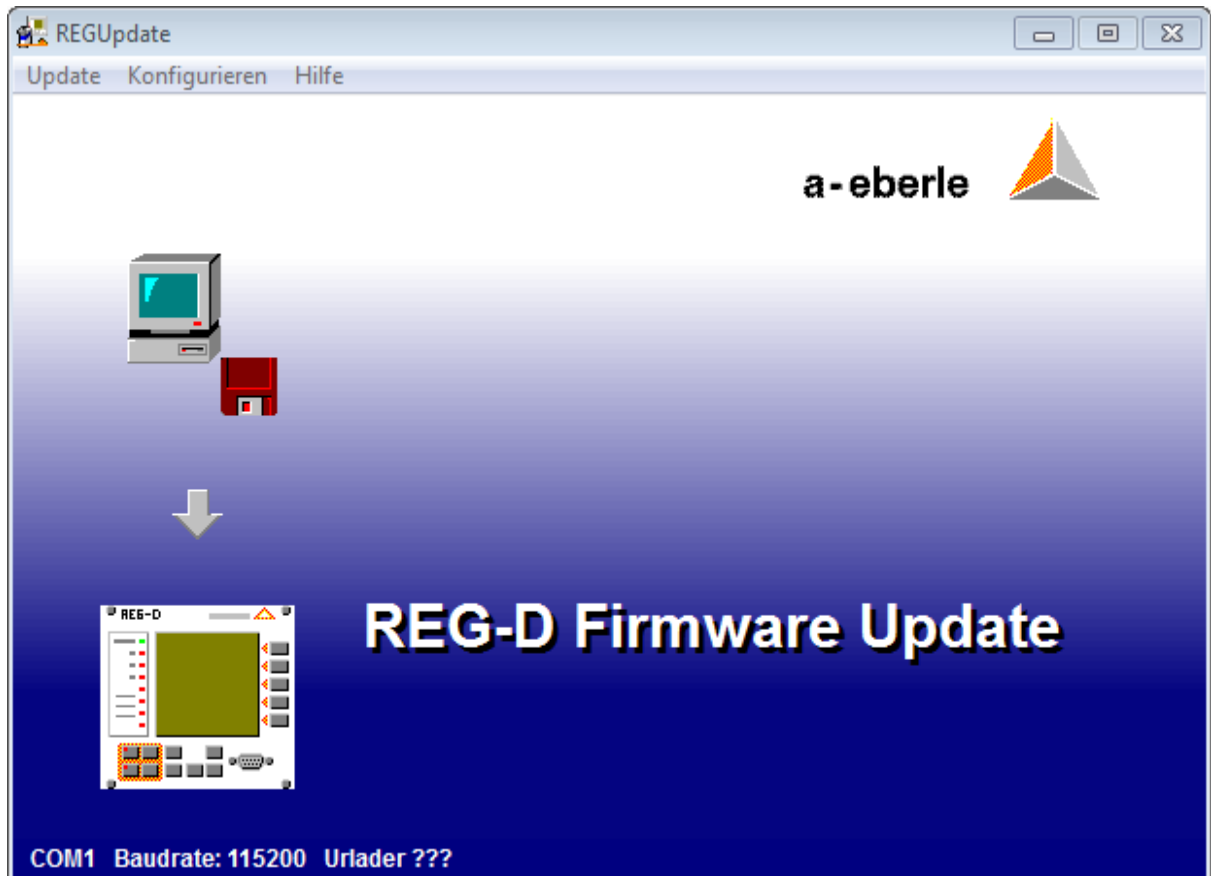 REGUpdate
Update Konfigurieren Hilfe
a-eberle
REG-D
REG-D Firmware Update
COM1 Baudrate: 115200 Urlader ???